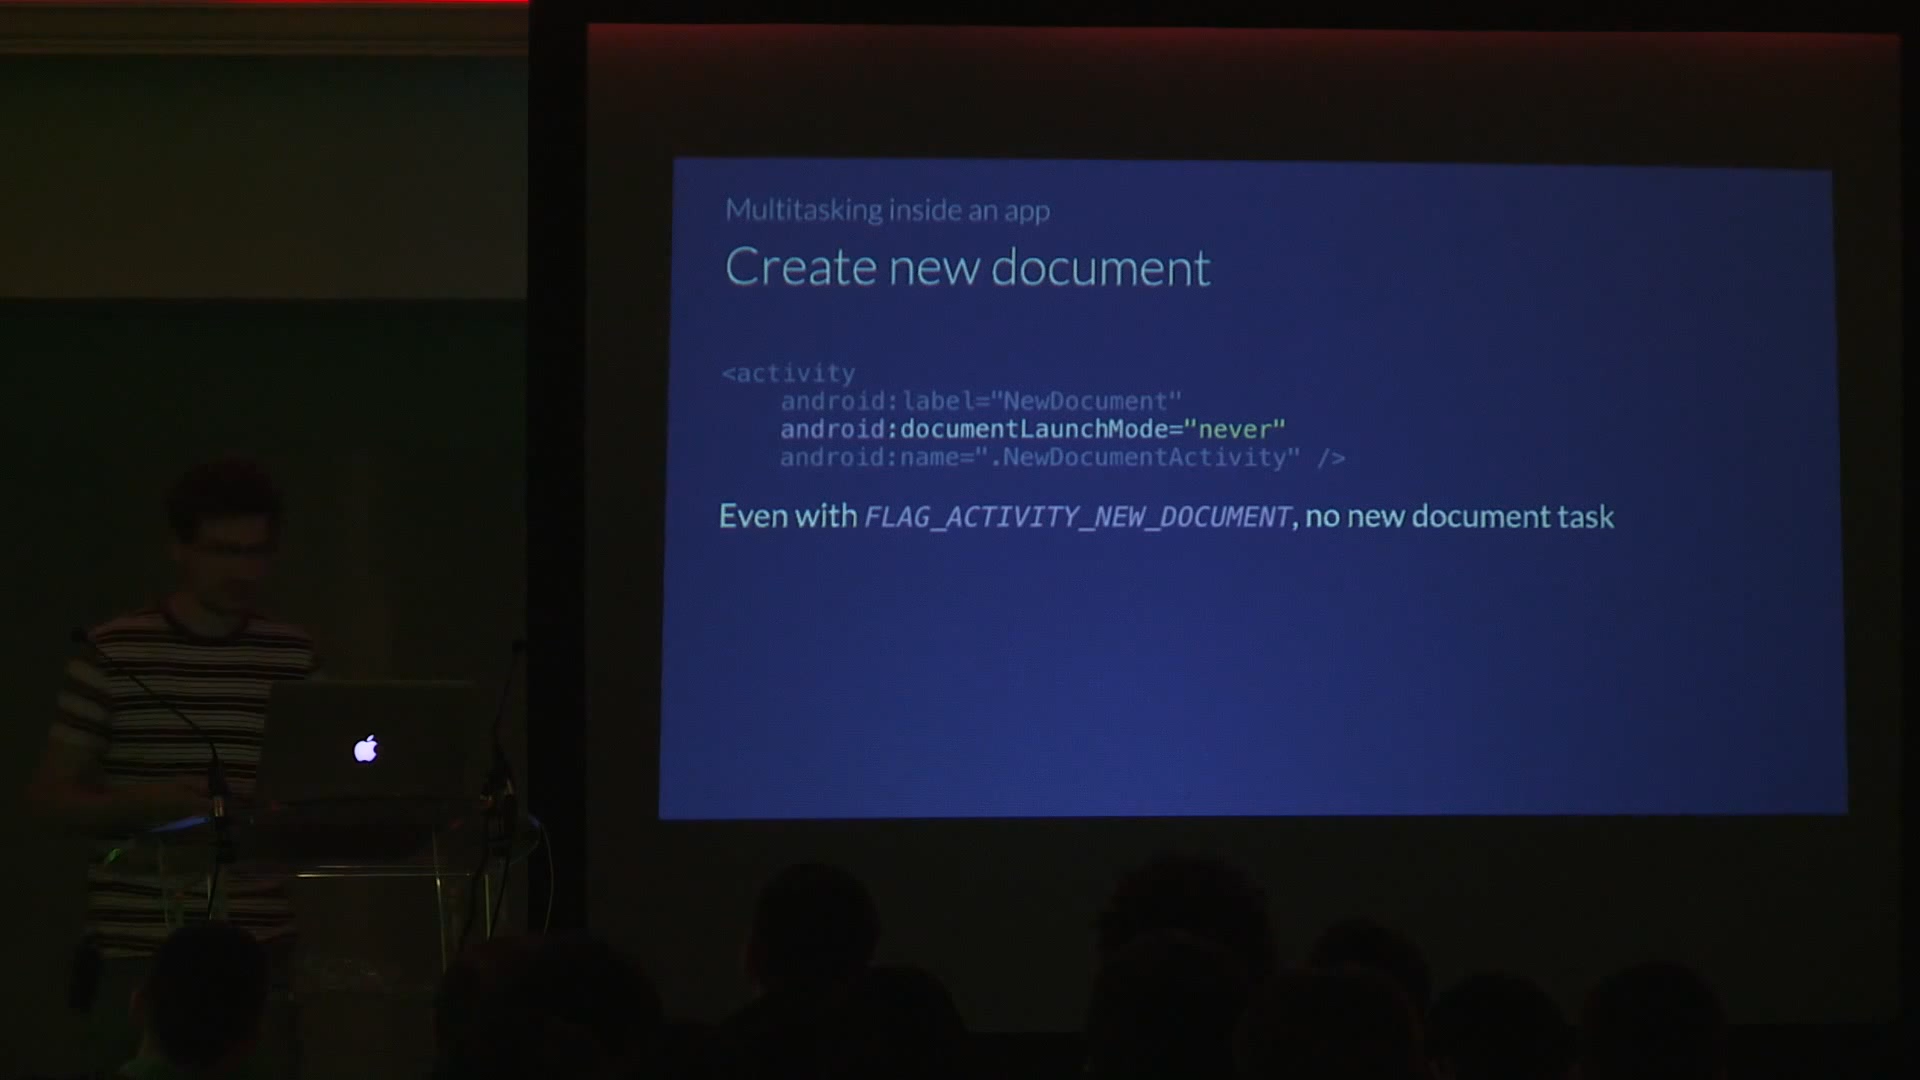 Multitasking inside an app
Create new document
<activity
android:label="NewDocument"
android:documentLaunchMode="never"
android:name=".NewDocumentActivity" />
Even with FLAG_ACTIVITY_NEW_DOCUMENT, no new document task